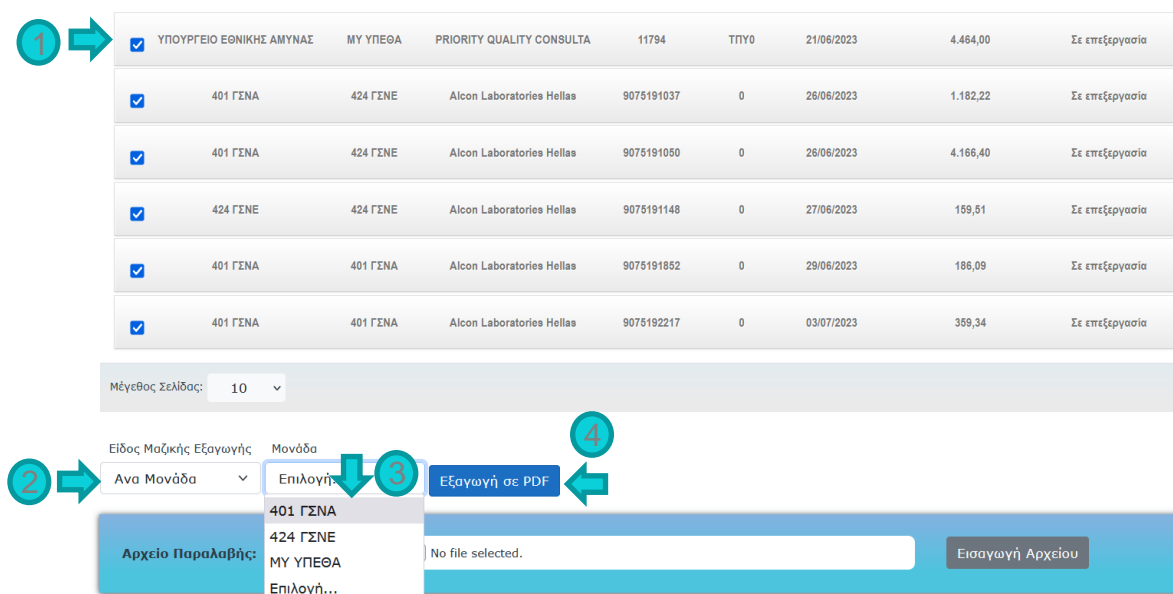 1
ΥΠΟΥΡΓΕΙΟ ΕΘΝΙΚΗΣ ΑΜΥΝΑΣ ΜΥ ΥΠΕΘΑ PRIORITY QUALITY CONSULTA 11794 ΤΠΥ0 21/06/2023 4.464,00 Σε επεξεργασία
401 ΓΣΝΑ 424 ΓΣΝΕ Alcon Laboratories Hellas 9075191037 0 26/06/2023 1.182,22 Σε επεξεργασία
401 ΓΣΝΑ 424 ΓΣΝΕ Alcon Laboratories Hellas 9075191050 0 26/06/2023 4.166,40 Σε επεξεργασία
424 ΓΣΝΕ 424 ΓΣΝΕ Alcon Laboratories Hellas 9075191148 0 27/06/2023 159,51 Σε επεξεργασία
401 ΓΣΝΑ 401 ΓΣΝΑ Alcon Laboratories Hellas 9075191852 0 29/06/2023 186,09 Σε επεξεργασία
401 ΓΣΝΑ 401 ΓΣΝΑ Alcon Laboratories Hellas 9075192217 0 03/07/2023 359,34 Σε επεξεργασία
Μέγεθος Σελίδας: 10
4
Είδος Μαζικής Εξαγωγής Μονάδα
2 Ανα Μονάδα Επιλογή 3 Εξαγωγή σε PDF
401 ΓΣΝΑ
424 ΓΣΝΕ
Αρχείο Παραλαβής: No file selected. Εισαγωγή Αρχείου
ΜΥ ΥΠΕΘΑ
Επιλογή...